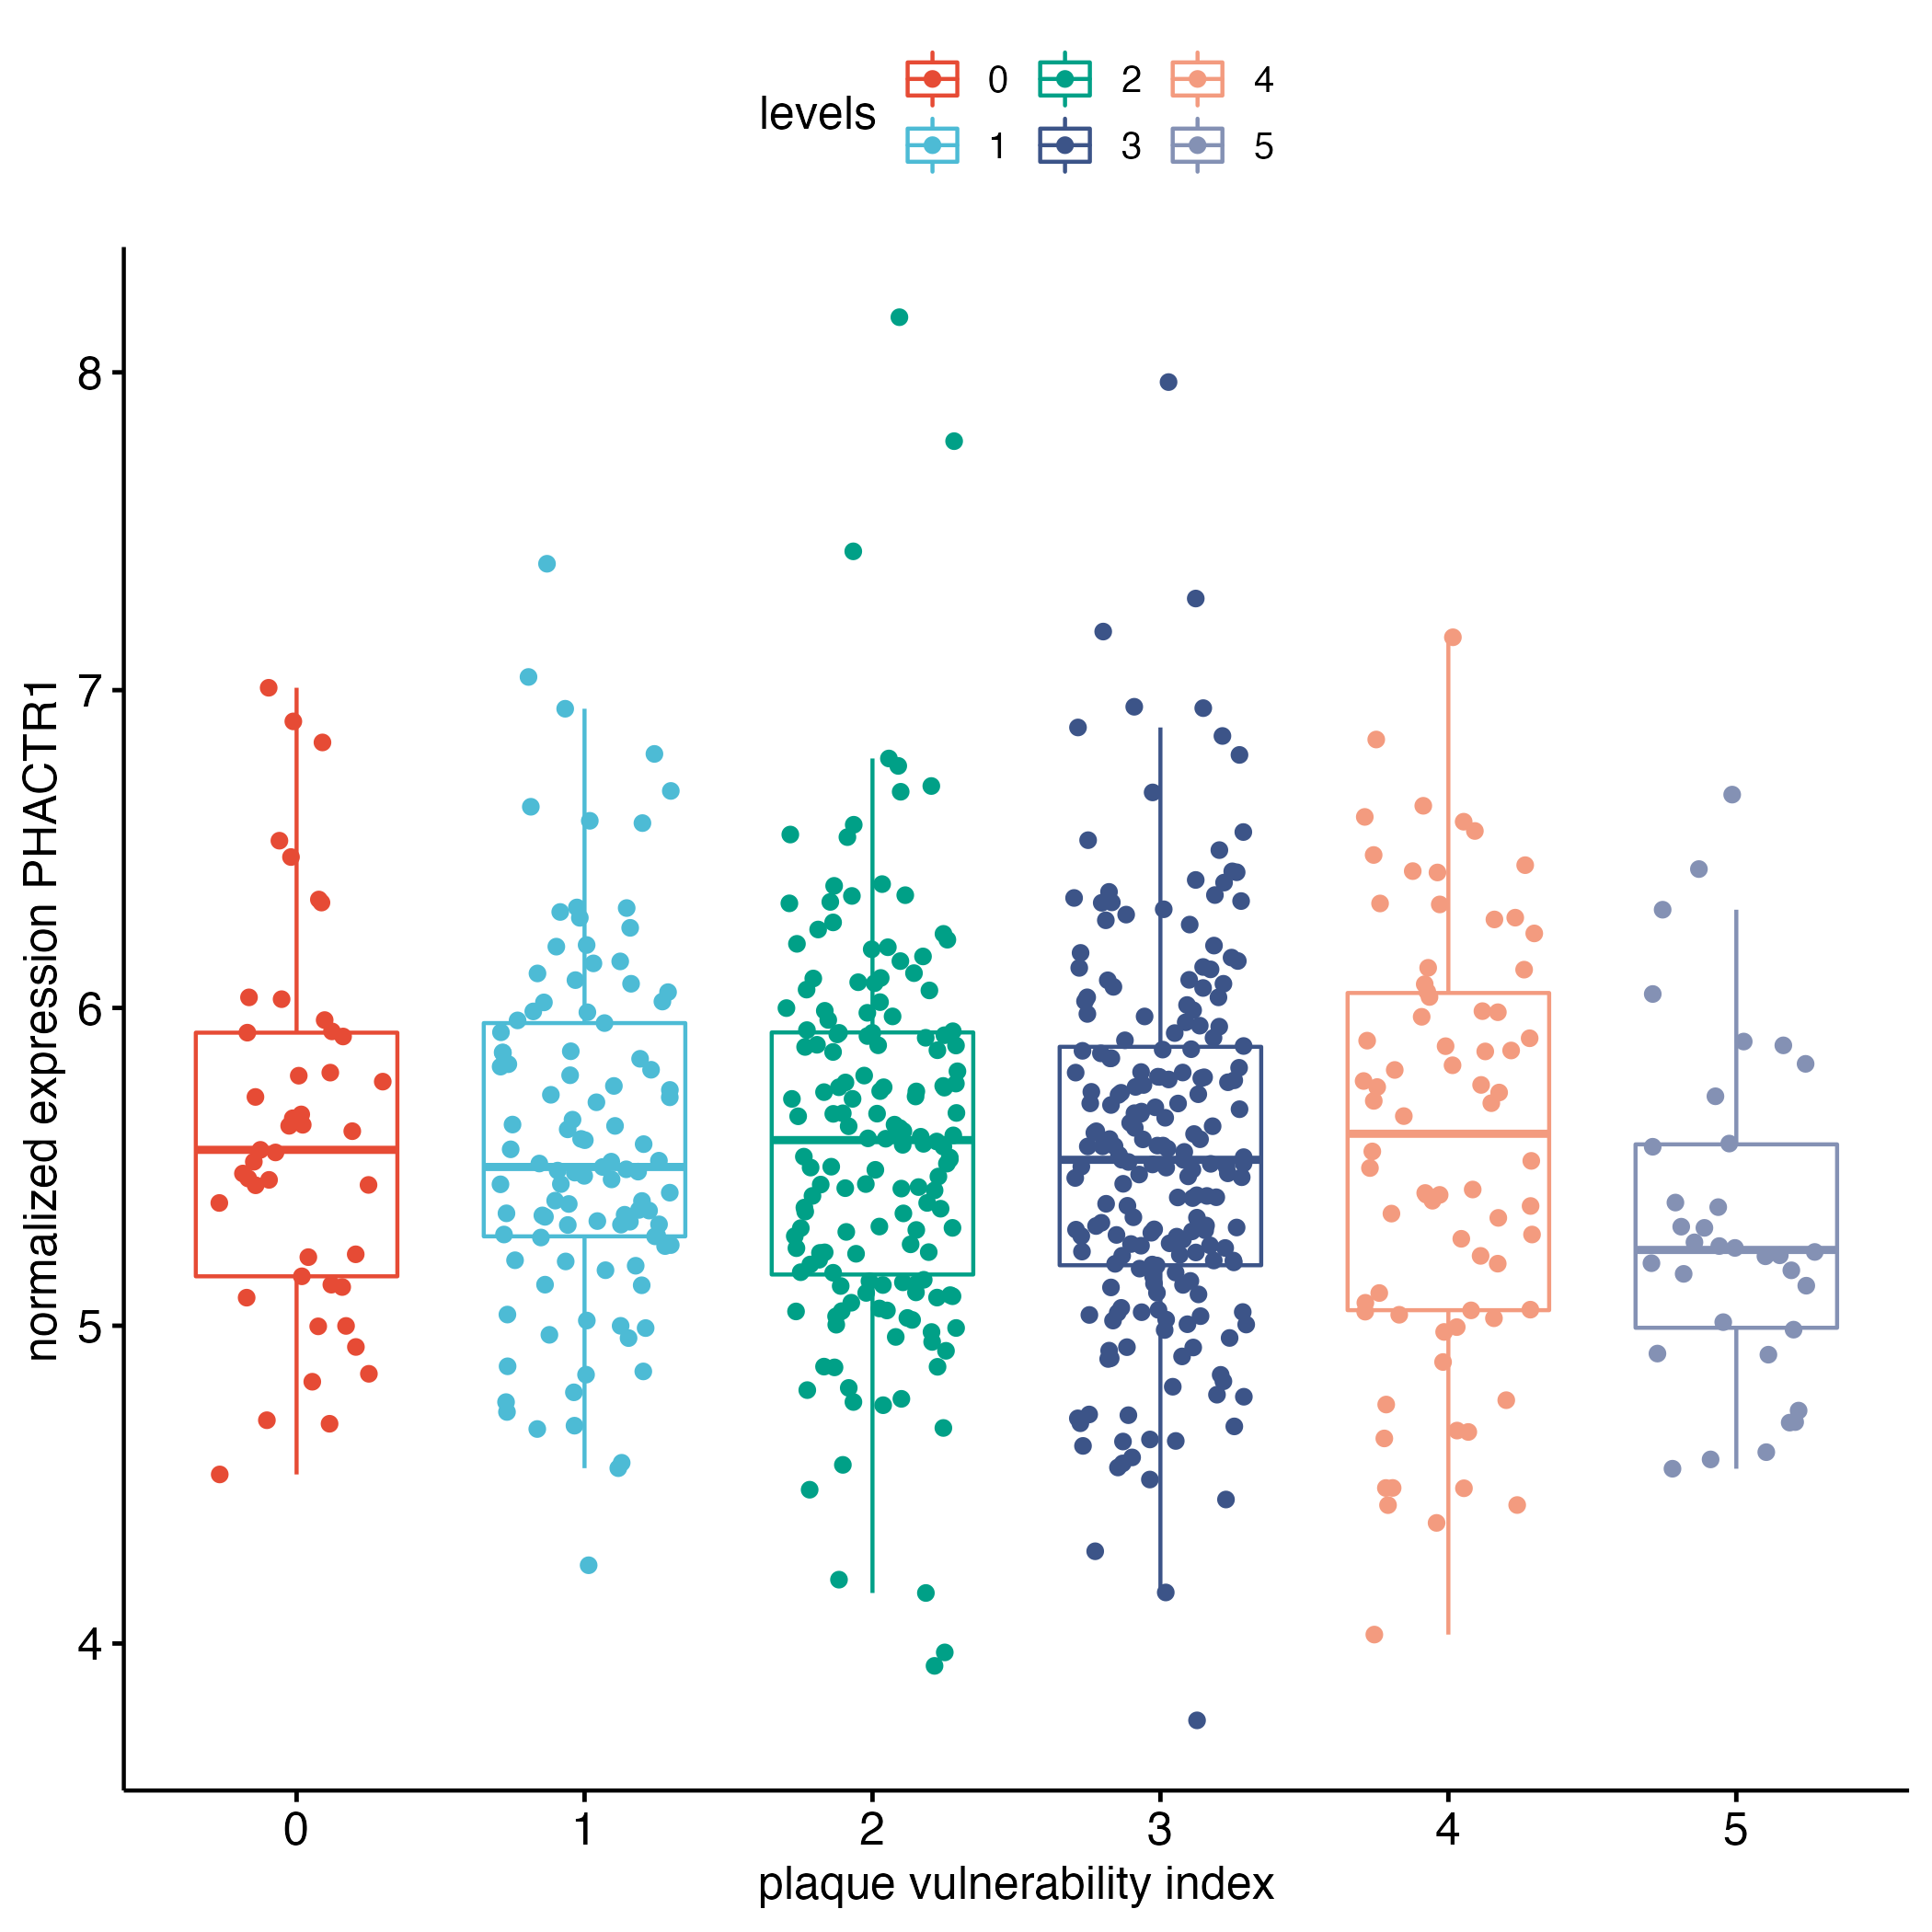 levels
0 2 4
1 3 5
normalized expression PHACTR1
8
7
6
5
4
0 1 2 3 4 5
plaque vulnerability index